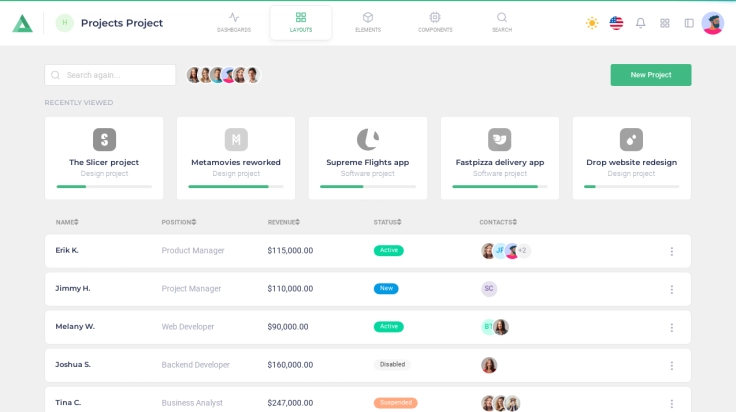 H Projects Project
DASHBOARDS LAYOUTS ELEMENTS COMPONENTS SEARCH
Search again...
New Project
RECENTLY VIEWED
The Slicer project
Design project
Metamovies reworked
Design project
Supreme Flights app
Software project
Fastpizza delivery app
Software project
Drop website redesign
Design project
NAME POSITION REVENUE STATUS CONTACTS
Erik K. Product Manager $115,000.00 Active JF +2
Jimmy H. Project Manager $110,000.00 New SC
Melany W. Web Developer $90,000.00 Active BT
Joshua S. Backend Developer $160,000.00 Disabled
Tina C. Business Analyst $247,000.00 Suspended